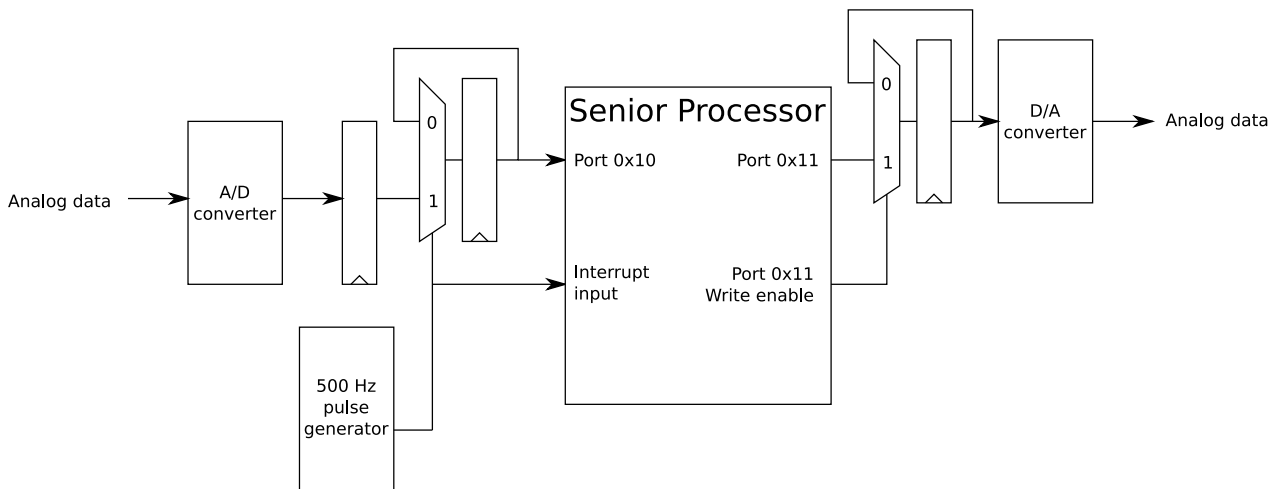 Analog data
A/D
converter
0
1
500 Hz
pulse
generator
Senior Processor
Port 0x10
Interrupt
input
Port 0x11
Port 0x11
Write enable
0
1
D/A
converter
Analog data